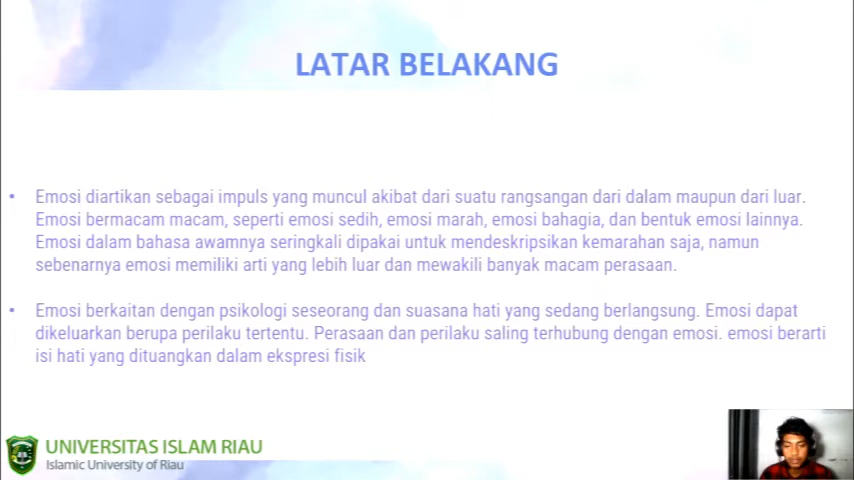 LATAR BELAKANG
• Emosi diartikan sebagai impuls yang muncul akibat dari suatu rangsangan dari dalam maupun dari luar.
Emosi bermacam macam, seperti emosi sedih, emosi marah, emosi bahagia, dan bentuk emosi lainnya.
Emosi dalam bahasa awamnya seringkali dipakai untuk mendeskripsikan kemarahan saja, namun
sebenarnya emosi memiliki arti yang lebih luar dan mewakili banyak macam perasaan.
• Emosi berkaitan dengan psikologi seseorang dan suasana hati yang sedang berlangsung. Emosi dapat
dikeluarkan berupa perilaku tertentu. Perasaan dan perilaku saling terhubung dengan emosi. emosi berarti
isi hati yang dituangkan dalam ekspresi fisik
UNIVERSITAS ISLAM RIAU
Islamic University of Riau